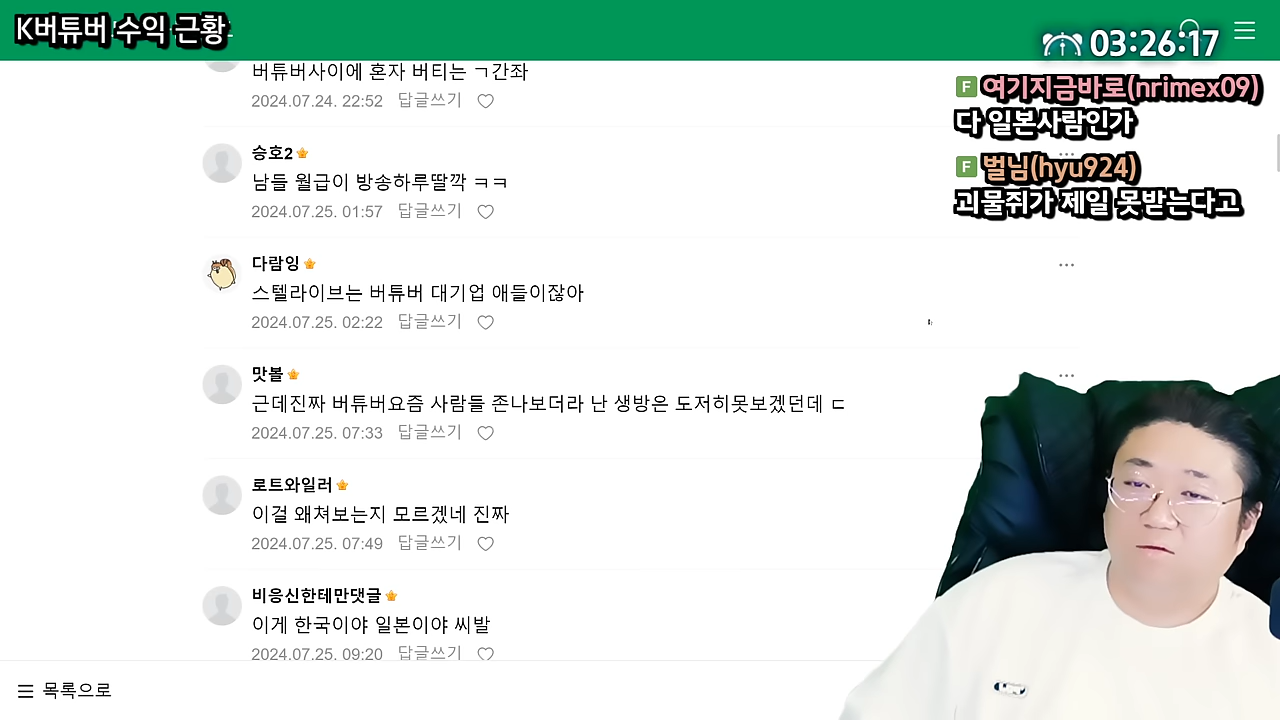 K버튜버 수익 근황
03:26:17
버튜버사이에 혼자 버티는 ㄱ간좌
2024.07.24. 22:52 답글쓰기
승호2
남들 월급이 방송하루딸깍 ㅋㅋ
2024.07.25. 01:57 답글쓰기
다람잉
스텔라이브는 버튜버 대기업 애들이잖아
2024.07.25. 02:22 답글쓰기
맛볼
근데진짜 버튜버요즘 사람들 존나보더라 난 생방은 도저히못보겠던데 ㄷ
2024.07.25. 07:33 답글쓰기
로트와일러
이걸 왜쳐보는지 모르겠네 진짜
2024.07.25. 07:49 답글쓰기
비응신한테만댓글
이게 한국이야 일본이야 씨발
2024.07.25. 09:20 답글쓰기
목록으로
F 여기지금바로(nrimex09)
다 일본사람인가
F 벌님(hyu924)
괴물쥐가 제일 못받는다고